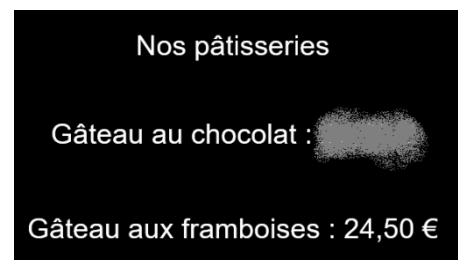 Nos pâtisseries
Gâteau au chocolat :
Gâteau aux framboises : 24,50 €